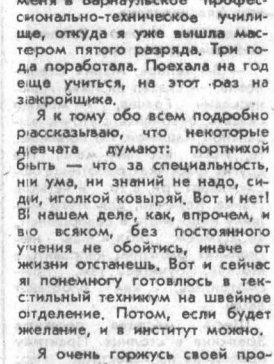 меня в Барнаульское профес-
сионально-техническое учили-
ще, откуда я уже вышла мас-
тером пятого разряда. Три го-
да поработала. Поехала на год
еще учиться, на этот раз на
закройщика.
Я к тому обо всем подробно
рассказываю, что некоторые
девчата думают: портнихой
быть — что за специальность,
ни ума, ни знаний не надо, си-
ди, иголкой ковыряй. Вот и нет!
В нашем деле, как, впрочем, и
во всяком, без постоянного
учения не обойтись, иначе от
жизни отстанешь. Вот и сейчас
я понемногу готовлюсь в тек-
стильный техникум на швейное
отделение. Потом, если будет
желание, и в институт можно.
Я очень горжусь своей про